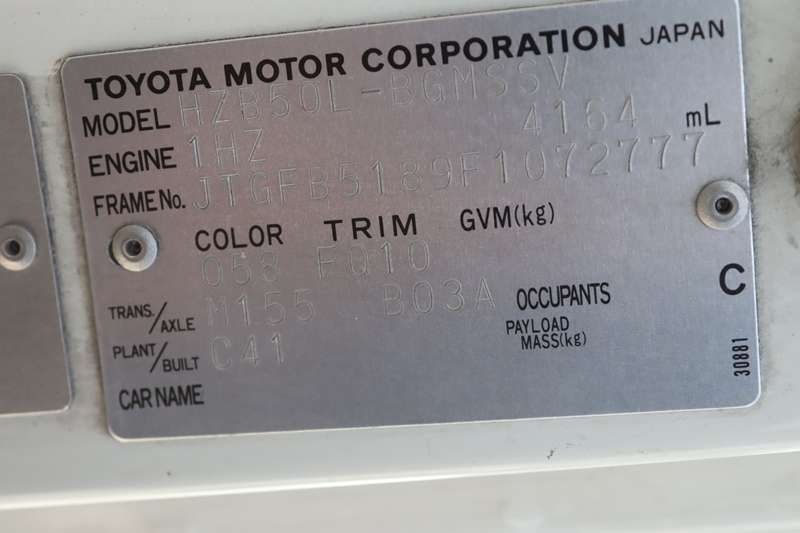 TOYOTA MOTOR CORPORATION JAPAN
MODEL HZB50L-BGMSSV
ENGINE 1HZ 4164 mL
FRAME No. JTGFB5189F1072777
COLOR TRIM GVM(kg)
058 FQ10
TRANS./AXLE M155 B03A OCCUPANTS C
PLANT/BUILT C41 PAYLOAD MASS(kg)
CAR NAME
30881